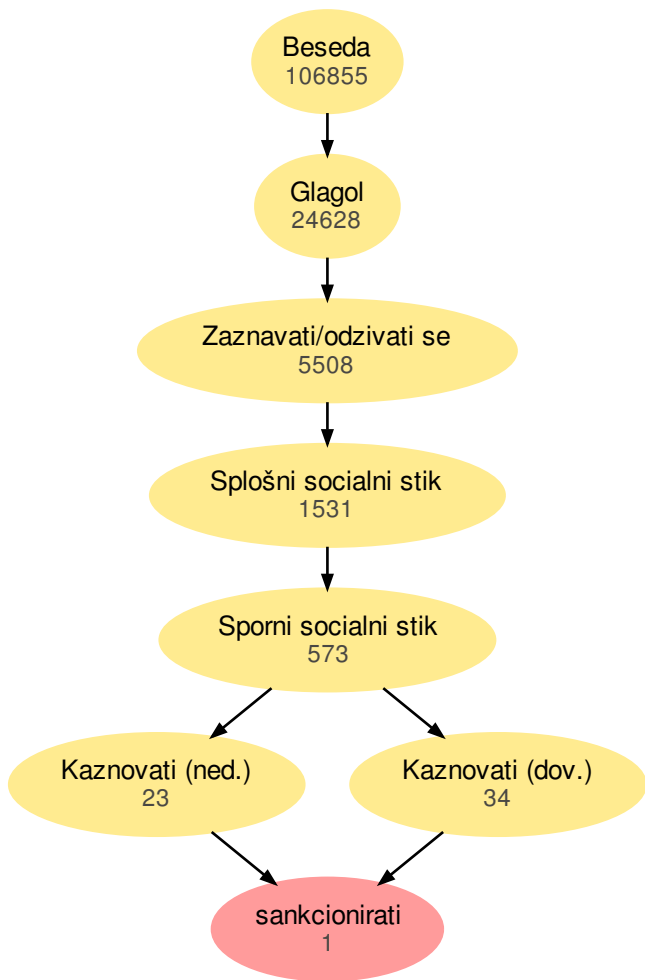 Beseda
106855
Glagol
24628
Zaznavati/odzivati se
5508
Splošni socialni stik
1531
Sporni socialni stik
573
Kaznovati (ned.)
23
Kaznovati (dov.)
34
sankcionirati
1